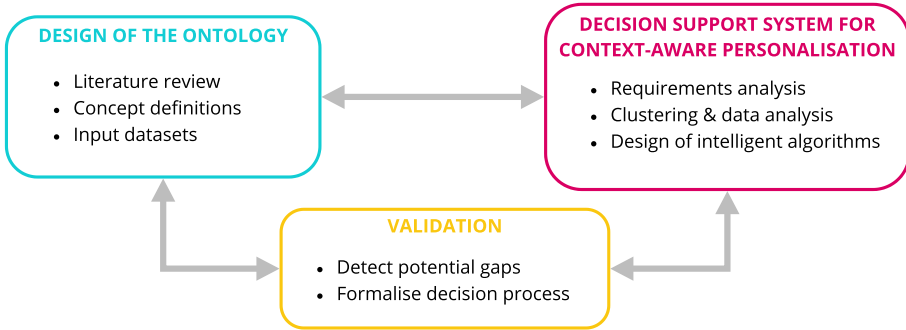 DESIGN OF THE ONTOLOGY
• Literature review
• Concept definitions
• Input datasets
DECISION SUPPORT SYSTEM FOR
CONTEXT-AWARE PERSONALISATION
• Requirements analysis
• Clustering & data analysis
• Design of intelligent algorithms
VALIDATION
• Detect potential gaps
• Formalise decision process